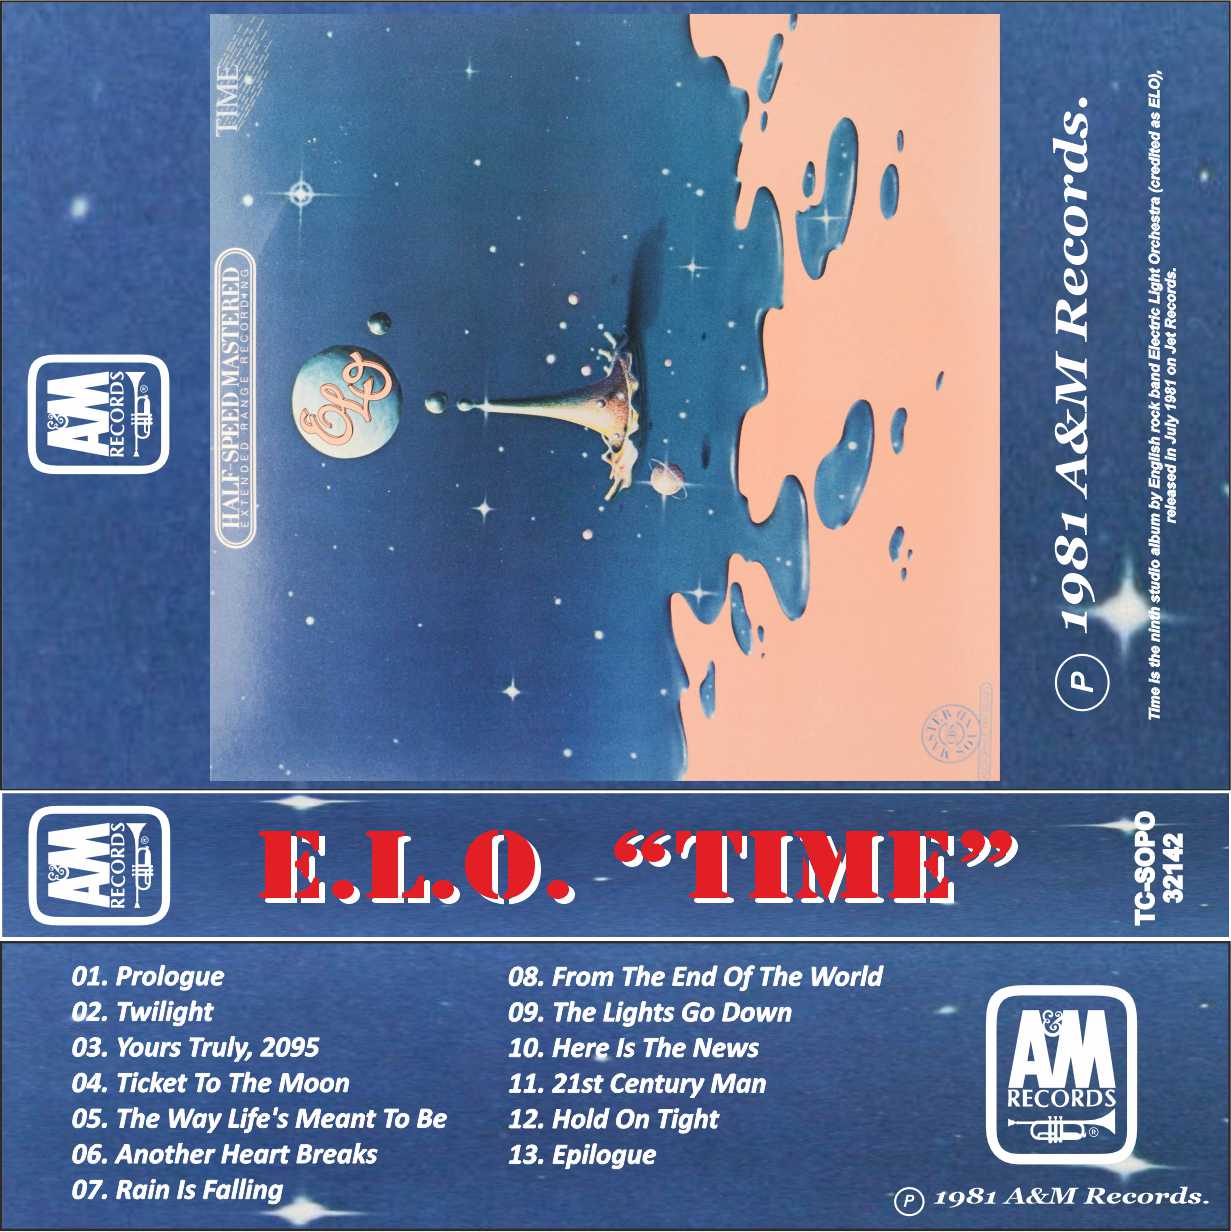 TIME
HALF-SPEED MASTERED
EXTENDED RANGE RECORDING
ELO
A&M
RECORDS
®
P 1981 A&M Records.
Time is the ninth studio album by English rock band Electric Light Orchestra (credited as ELO),
released in July 1981 on Jet Records.
A&M
RECORDS
®
E.L.O. “TIME”
TC-SOPO
32142
01. Prologue
02. Twilight
03. Yours Truly, 2095
04. Ticket To The Moon
05. The Way Life's Meant To Be
06. Another Heart Breaks
07. Rain Is Falling
08. From The End Of The World
09. The Lights Go Down
10. Here Is The News
11. 21st Century Man
12. Hold On Tight
13. Epilogue
A&M
RECORDS
®
P 1981 A&M Records.